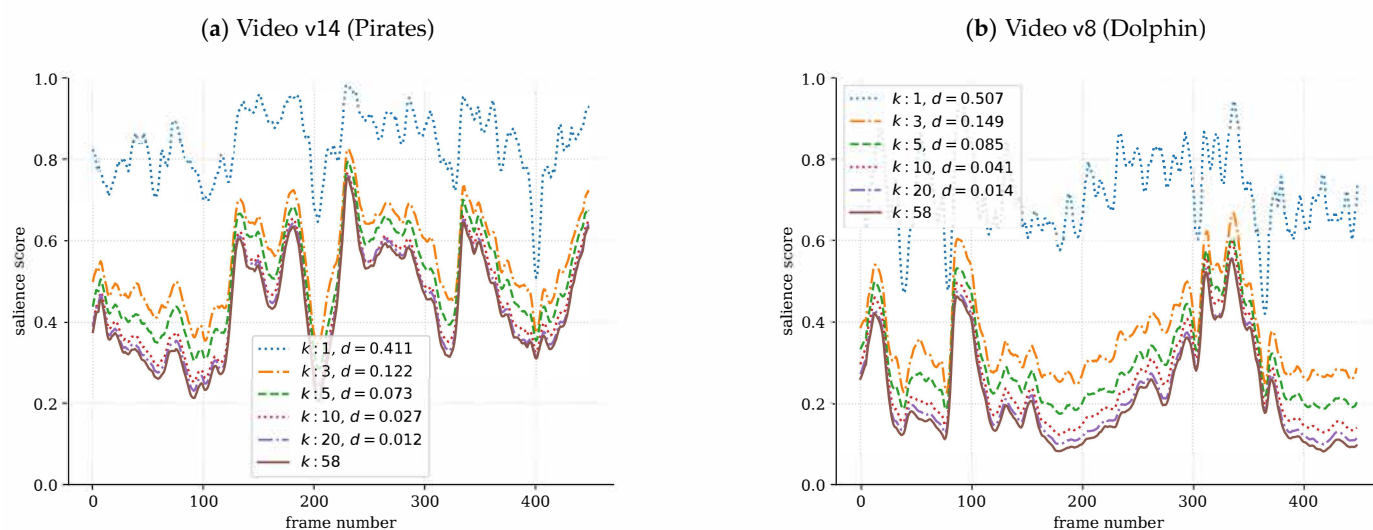 (a) Video v14 (Pirates)
1.0
0.8
0.6
0.4
0.2
0.0
salience score
0
100
200
300
400
frame number
k : 1, d = 0.411
k : 3, d = 0.122
k : 5, d = 0.073
k : 10, d = 0.027
k : 20, d = 0.012
k : 58
(b) Video v8 (Dolphin)
1.0
0.8
0.6
0.4
0.2
0.0
salience score
0
100
200
300
400
frame number
k : 1, d = 0.507
k : 3, d = 0.149
k : 5, d = 0.085
k : 10, d = 0.041
k : 20, d = 0.014
k : 58